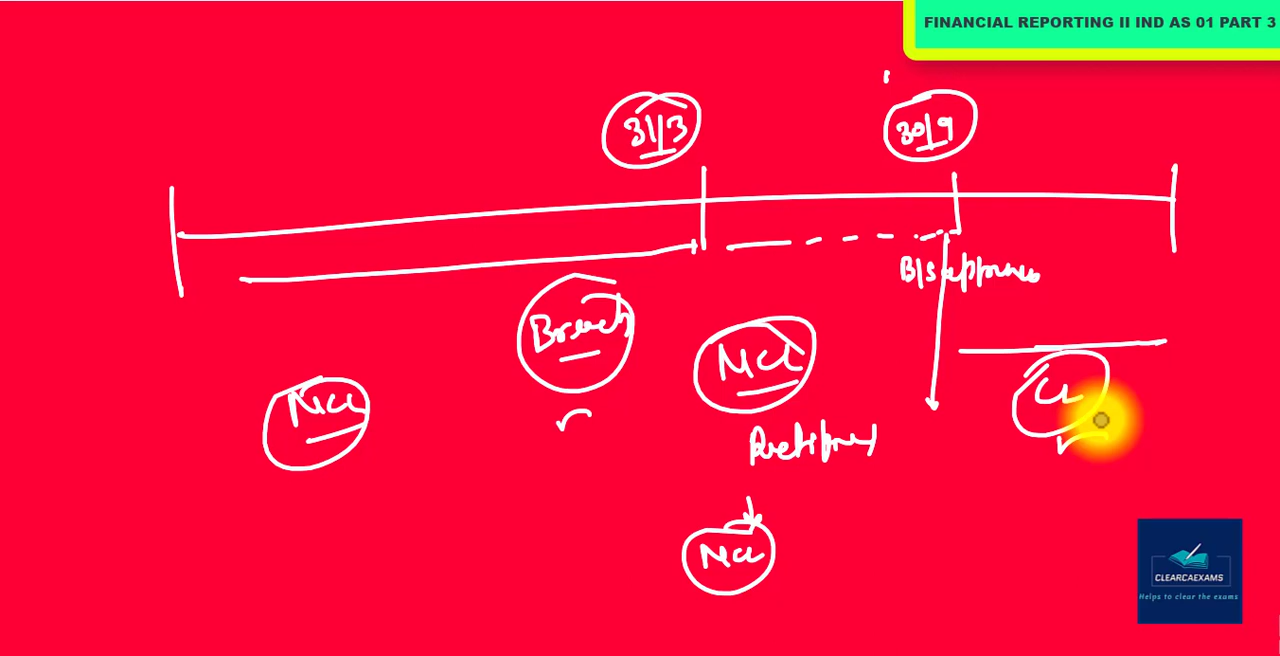 FINANCIAL REPORTING II IND AS 01 PART 3
31/3
30/9
B/S approves
Breach
NCL
NCL
CL
Rectified
NCL
CLEARCAEXAMS
Helps to clear the exams